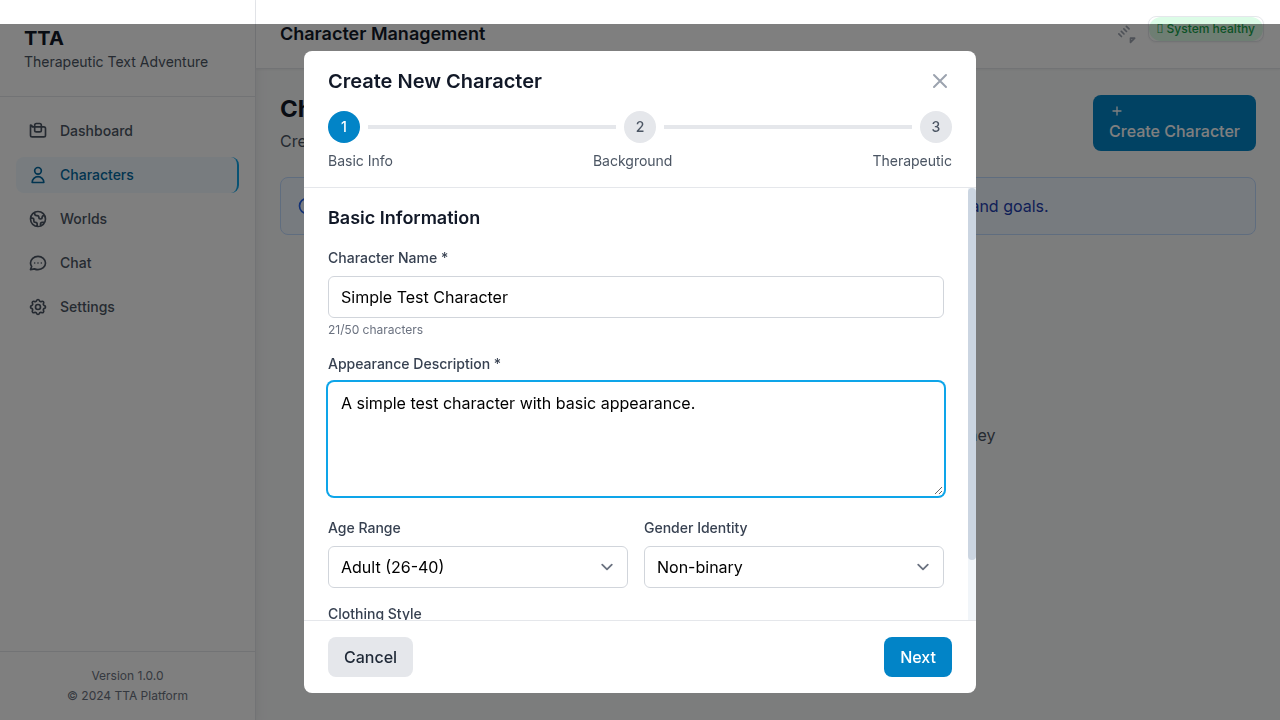 TTA
Therapeutic Text Adventure
Dashboard
Characters
Worlds
Chat
Settings
Version 1.0.0
© 2024 TTA Platform
Character Management
System healthy
+
Create Character
and goals.
Create New Character
1
2
3
Basic Info
Background
Therapeutic
Basic Information
Character Name *
Simple Test Character
21/50 characters
Appearance Description *
A simple test character with basic appearance.
Age Range
Gender Identity
Adult (26-40)
Non-binary
Clothing Style
Cancel
Next